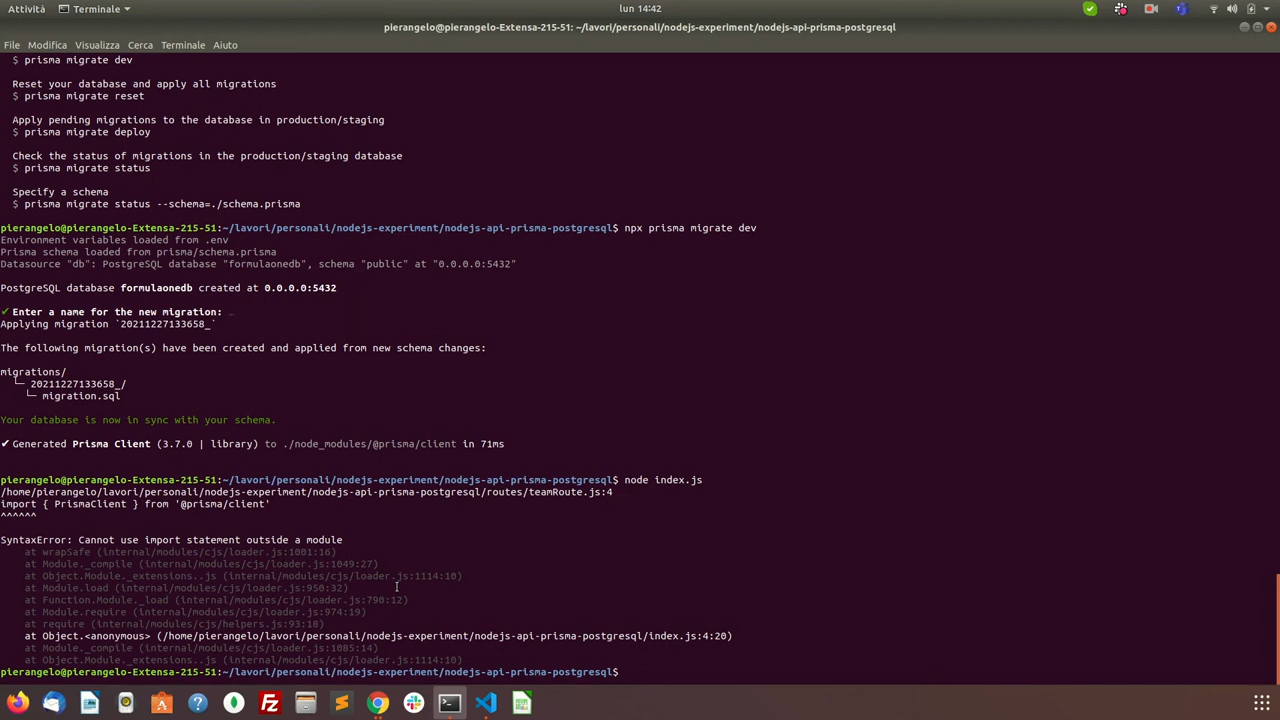 Attività
Terminale
lun 14:42
pierangelo@pierangelo-Extensa-215-51: ~/lavori/personali/nodejs-experiment/nodejs-api-prisma-postgresql
File Modifica Visualizza Cerca Terminale Aiuto
$ prisma migrate dev
Reset your database and apply all migrations
$ prisma migrate reset
Apply pending migrations to the database in production/staging
$ prisma migrate deploy
Check the status of migrations in the production/staging database
$ prisma migrate status
Specify a schema
$ prisma migrate status --schema=./schema.prisma
pierangelo@pierangelo-Extensa-215-51:~/lavori/personali/nodejs-experiment/nodejs-api-prisma-postgresql$ npx prisma migrate dev
Environment variables loaded from .env
Prisma schema loaded from prisma/schema.prisma
Datasource "db": PostgreSQL database "formulaonedb", schema "public" at "0.0.0.0:5432"
PostgreSQL database formulaonedb created at 0.0.0.0:5432
✔ Enter a name for the new migration: …
Applying migration `20211227133658_`
The following migration(s) have been created and applied from new schema changes:
migrations/
└─ 20211227133658_/
└─ migration.sql
Your database is now in sync with your schema.
✔ Generated Prisma Client (3.7.0 | library) to ./node_modules/@prisma/client in 71ms
pierangelo@pierangelo-Extensa-215-51:~/lavori/personali/nodejs-experiment/nodejs-api-prisma-postgresql$ node index.js
/home/pierangelo/lavori/personali/nodejs-experiment/nodejs-api-prisma-postgresql/routes/teamRoute.js:4
import { PrismaClient } from '@prisma/client'
^^^^^^
SyntaxError: Cannot use import statement outside a module
at wrapSafe (internal/modules/cjs/loader.js:1001:16)
at Module._compile (internal/modules/cjs/loader.js:1049:27)
at Object.Module._extensions..js (internal/modules/cjs/loader.js:1114:10)
at Module.load (internal/modules/cjs/loader.js:950:32)
at Function.Module._load (internal/modules/cjs/loader.js:790:12)
at Module.require (internal/modules/cjs/loader.js:974:19)
at require (internal/modules/cjs/helpers.js:93:18)
at Object.<anonymous> (/home/pierangelo/lavori/personali/nodejs-experiment/nodejs-api-prisma-postgresql/index.js:4:20)
at Module._compile (internal/modules/cjs/loader.js:1085:14)
at Object.Module._extensions..js (internal/modules/cjs/loader.js:1114:10)
pierangelo@pierangelo-Extensa-215-51:~/lavori/personali/nodejs-experiment/nodejs-api-prisma-postgresql$